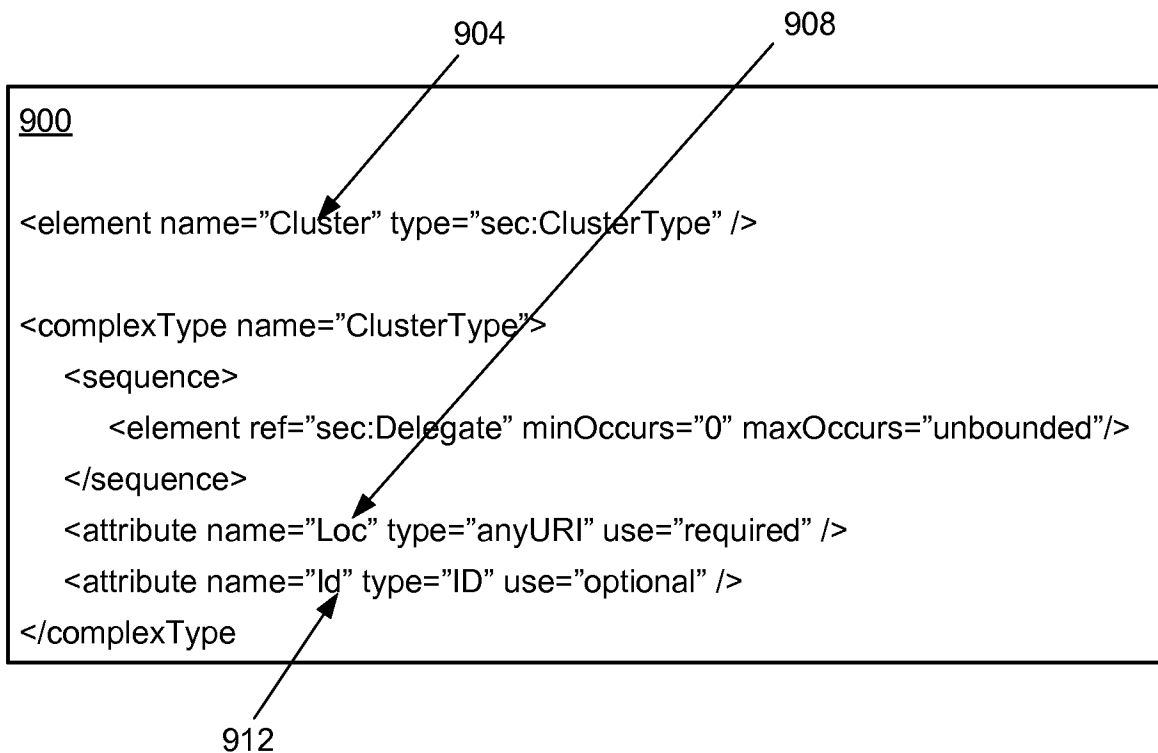 904
908
900
<element name=”Cluster” type=”sec:ClusterType” />
<complexType name=”ClusterType”>
<sequence>
<element ref=”sec:Delegate” minOccurs=”0” maxOccurs=”unbounded”/>
</sequence>
<attribute name=”Loc” type=”anyURI” use=”required” />
<attribute name=”Id” type=”ID” use=”optional” />
</complexType
912